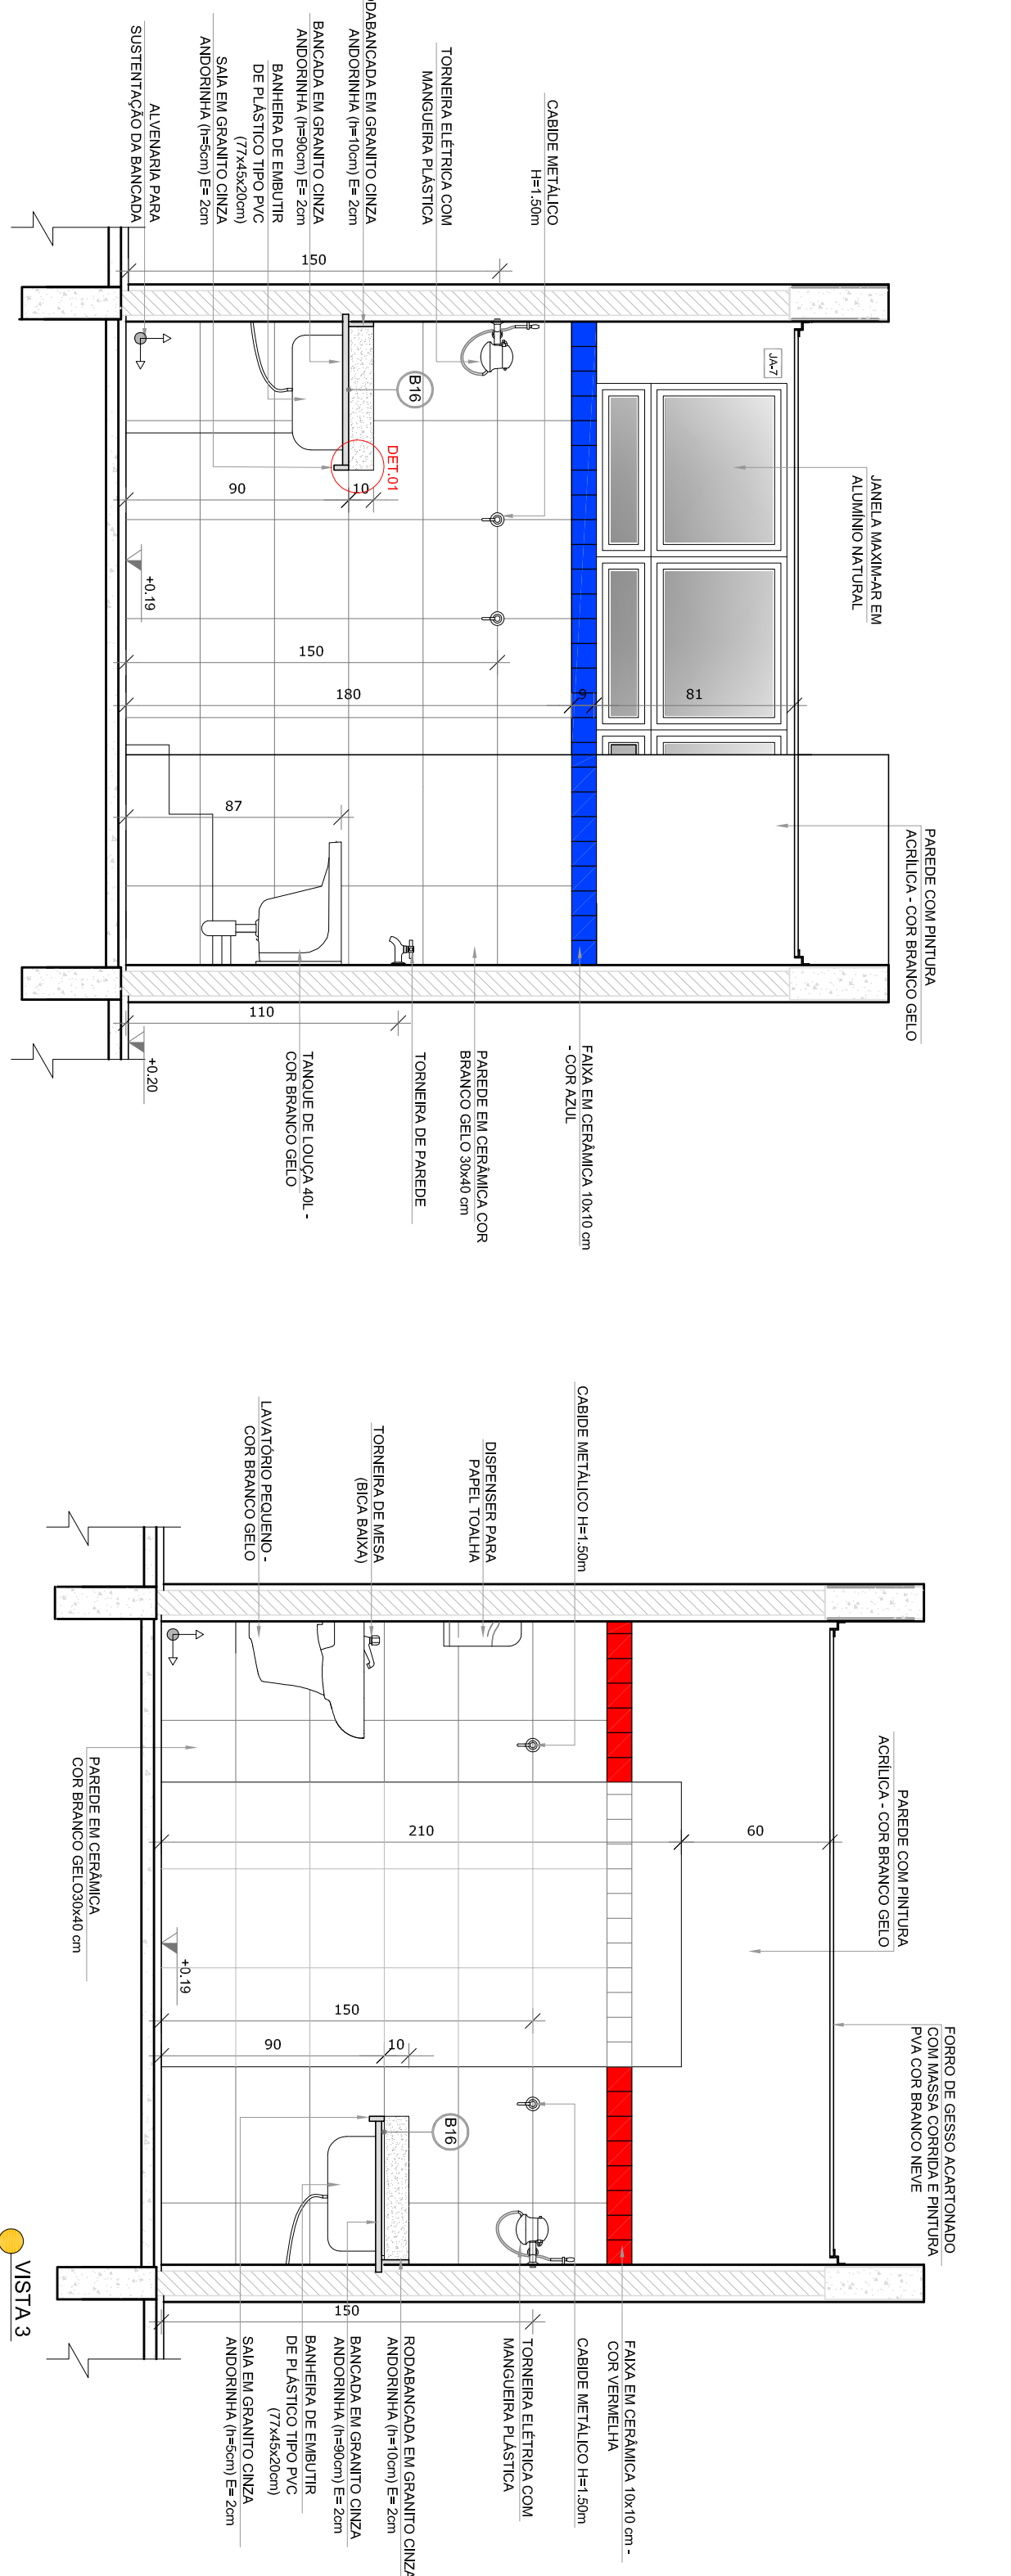 JANELA MAXIM-AR EM
ALUMÍNIO NATURAL
PAREDE COM PINTURA
ACRÍLICA - COR BRANCO GELO
JA-7
CABIDE METÁLICO
H=1.50m
TORNEIRA ELÉTRICA COM
MANGUEIRA PLÁSTICA
DABANCADA EM GRANITO CINZA
ANDORINHA (h=10cm) E= 2cm
BANCADA EM GRANITO CINZA
ANDORINHA (h=90cm) E= 2cm
BANHEIRA DE EMBUTIR
DE PLÁSTICO TIPO PVC
(77x45x20cm)
SAIA EM GRANITO CINZA
ANDORINHA (h=5cm) E= 2cm
ALVENARIA PARA
SUSTENTAÇÃO DA BANCADA
150
B16
DET.01
90
10
+0.19
150
180
9
81
87
110
+0.20
FAIXA EM CERÂMICA 10x10 cm
- COR AZUL
PAREDE EM CERÂMICA COR
BRANCO GELO 30x40 cm
TORNEIRA DE PAREDE
TANQUE DE LOUÇA 40L -
COR BRANCO GELO
PAREDE COM PINTURA
ACRÍLICA - COR BRANCO GELO
FORRO DE GESSO ACARTONADO
COM MASSA CORRIDA E PINTURA
PVA COR BRANCO NEVE
CABIDE METÁLICO H=1.50m
DISPENSER PARA
PAPEL TOALHA
TORNEIRA DE MESA
(BICA BAIXA)
LAVATÓRIO PEQUENO -
COR BRANCO GELO
PAREDE EM CERÂMICA
COR BRANCO GELO30x40 cm
210
60
+0.19
150
90
10
B16
150
FAIXA EM CERÂMICA 10x10 cm -
COR VERMELHA
CABIDE METÁLICO H=1.50m
TORNEIRA ELÉTRICA COM
MANGUEIRA PLÁSTICA
RODABANCADA EM GRANITO CINZA
ANDORINHA (h=10cm) E= 2cm
BANCADA EM GRANITO CINZA
ANDORINHA (h=90cm) E= 2cm
BANHEIRA DE EMBUTIR
DE PLÁSTICO TIPO PVC
(77x45x20cm)
SAIA EM GRANITO CINZA
ANDORINHA (h=5cm) E= 2cm
VISTA 3